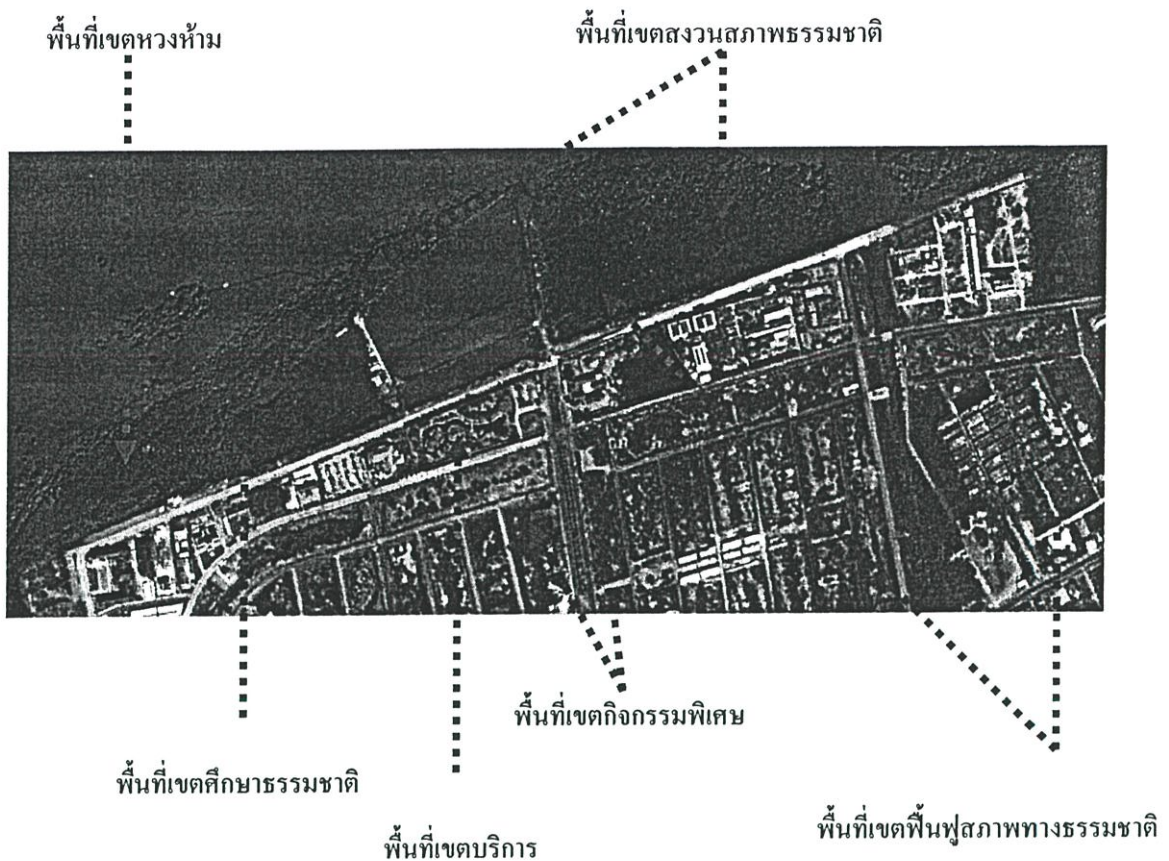 พื้นที่เขตหวงห้าม
พื้นที่เขตสงวนสภาพธรรมชาติ
พื้นที่เขตกิจกรรมพิเศษ
พื้นที่เขตศึกษาธรรมชาติ
พื้นที่เขตบริการ
พื้นที่เขตฟื้นฟูสภาพทางธรรมชาติ